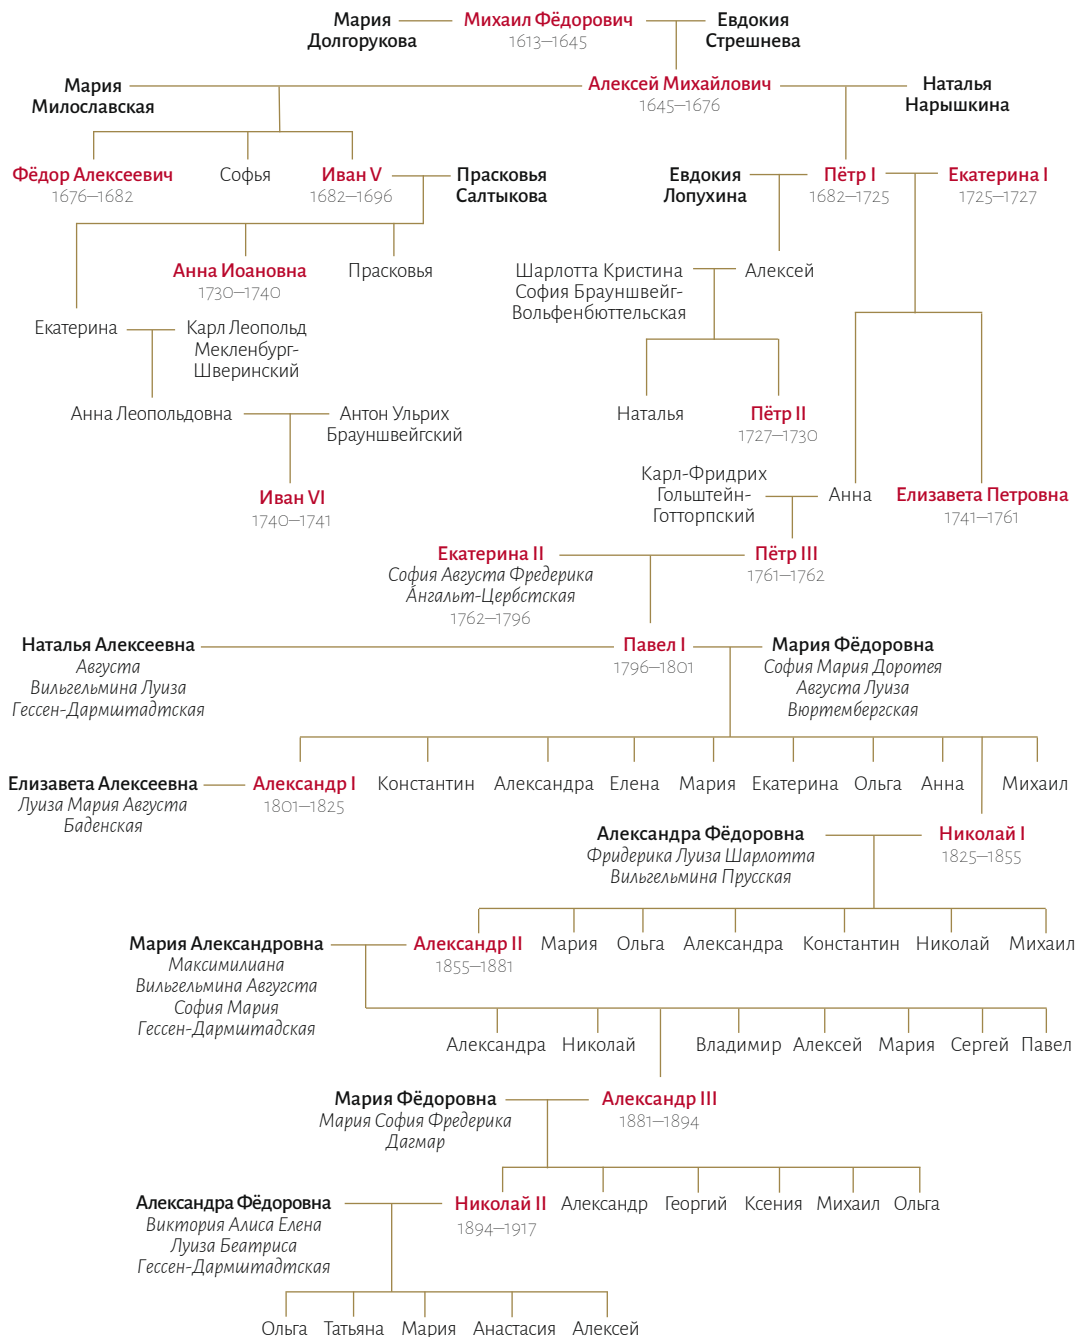 Мария
Долгорукова
Михаил Фёдорович
1613–1645
Евдокия
Стрешнева
Мария
Милославская
Алексей Михайлович
1645–1676
Наталья
Нарышкина
Фёдор Алексеевич
1676–1682
Софья
Иван V
1682–1696
Прасковья
Салтыкова
Евдокия
Лопухина
Пётр I
1682–1725
Екатерина I
1725–1727
Анна Иоановна
1730–1740
Прасковья
Шарлотта Кристина
София Брауншвейг-
Вольфенбюттельская
Алексей
Екатерина
Карл Леопольд
Мекленбург-
Шверинский
Анна Леопольдовна
Антон Ульрих
Брауншвейгский
Наталья
Пётр II
1727–1730
Иван VI
1740–1741
Карл-Фридрих
Гольштейн-
Готторпский
Анна
Елизавета Петровна
1741–1761
Екатерина II
София Августа Фредерика
А́нгальт-Цербстская
1762–1796
Пётр III
1761–1762
Наталья Алексеевна
Августа
Вильгельмина Луиза
Гессен-Дармштадтская
Павел I
1796–1801
Мария Фёдоровна
София Мария Доротея
Августа Луиза
Вюртембергская
Елизавета Алексеевна
Луиза Мария Августа
Баденская
Александр I
1801–1825
Константин
Александра
Елена
Мария
Екатерина
Ольга
Анна
Михаил
Александра Фёдоровна
Фридерика Луиза Шарлотта
Вильгельмина Прусская
Николай I
1825–1855
Мария Александровна
Максимилиана
Вильгельмина Авугуста
София Мария
Гессен-Дармштадская
Александр II
1855–1881
Мария
Ольга
Александра
Константин
Николай
Михаил
Александра
Николай
Владимир
Алексей
Мария
Сергей
Павел
Мария Фёдоровна
Мария София Фредерика
Дагмар
Александр III
1881–1894
Александра Фёдоровна
Виктория Алиса Елена
Луиза Беатриса
Гессен-Дармштадтская
Николай II
1894–1917
Александр
Георгий
Ксения
Михаил
Ольга
Ольга
Татьяна
Мария
Анастасия
Алексей